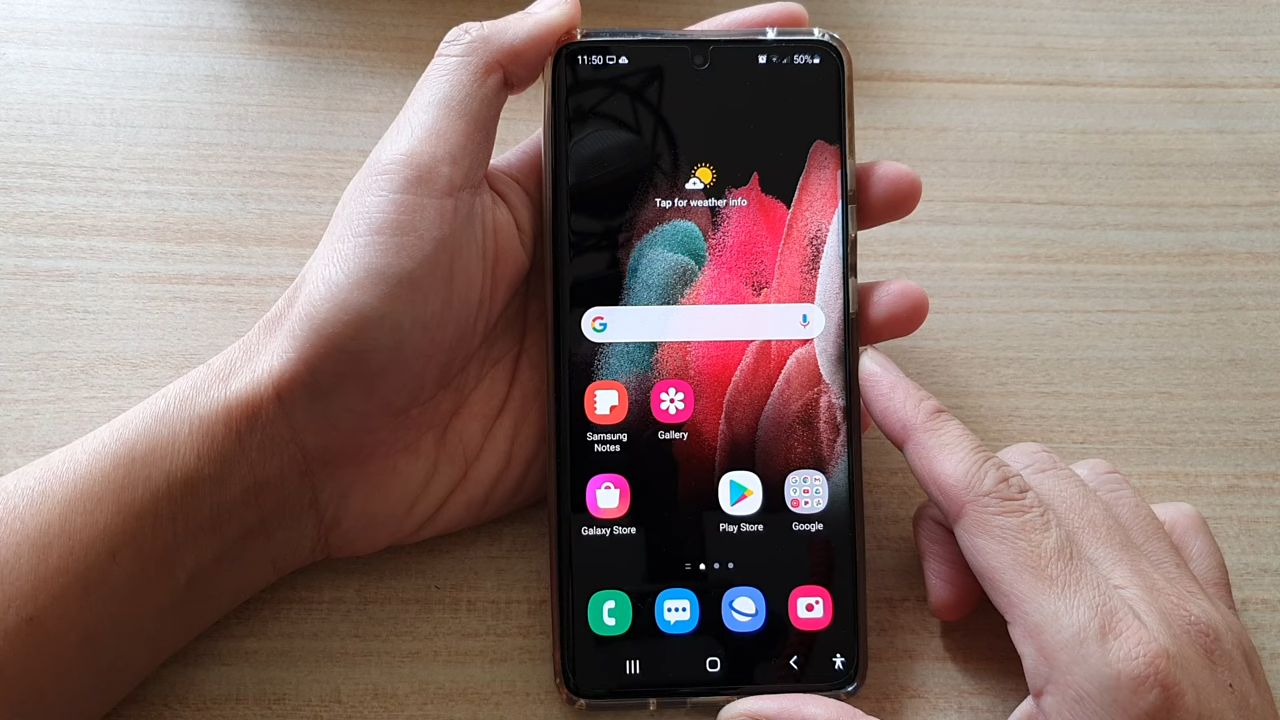 11:50
50%
Tap for weather info
Samsung Notes
Gallery
Galaxy Store
Play Store
Google